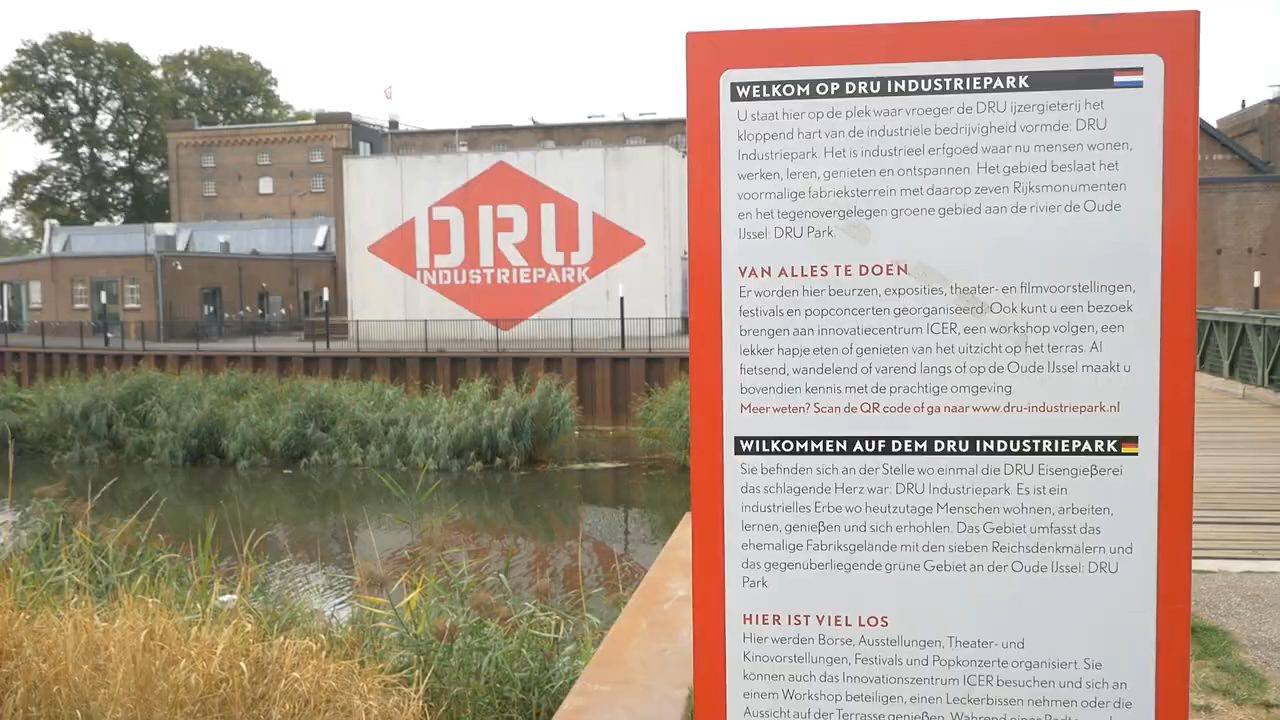 DRU
INDUSTRIEPARK
WELKOM OP DRU INDUSTRIEPARK
U staat hier op de plek waar vroeger de DRU ijzergieterij het
kloppend hart van de industriële bedrijvigheid vormde: DRU
Industriepark. Het is industrieel erfgoed waar nu mensen wonen,
werken, leren, genieten en ontspannen. Het gebied beslaat het
voormalige fabrieksterrein met daarop zeven Rijksmonumenten
en het tegenovergelegen groene gebied aan de rivier de Oude
IJssel: DRU Park.
VAN ALLES TE DOEN
Er worden hier beurzen, exposities, theater- en filmvoorstellingen,
festivals en popconcerten georganiseerd. Ook kunt u een bezoek
brengen aan innovatiecentrum ICER, een workshop volgen, een
lekker hapje eten of genieten van het uitzicht op het terras. Al
fietsend, wandelend of varend langs of op de Oude IJssel maakt u
bovendien kennis met de prachtige omgeving.
Meer weten? Scan de QR code of ga naar www.dru-industriepark.nl
WILKOMMEN AUF DEM DRU INDUSTRIEPARK
Sie befinden sich an der Stelle wo einmal die DRU Eisengießerei
das schlagende Herz war: DRU Industriepark. Es ist ein
industrielles Erbe wo heutzutage Menschen wohnen, arbeiten,
lernen, genießen und sich erhohlen. Das Gebiet umfasst das
ehemalige Fabriksgelände mit den sieben Reichsdenkmälern und
das gegenuberliegende grüne Gebiet an der Oude IJssel: DRU
Park
HIER IST VIEL LOS
Hier werden Börse, Ausstellungen, Theater- und
Kinovorstellungen, Festivals und Popkonzerte organisiert. Sie
können auch das Innovationszentrum ICER besuchen und sich an
einem Workshop beteiligen, einen Leckerbissen nehmen oder die
Aussicht auf der Terrasse genießen. Während einer